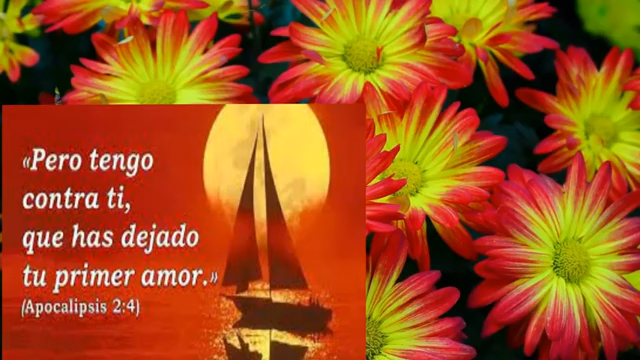 «Pero tengo
contra ti,
que has dejado
tu primer amor.»
(Apocalipsis 2:4)